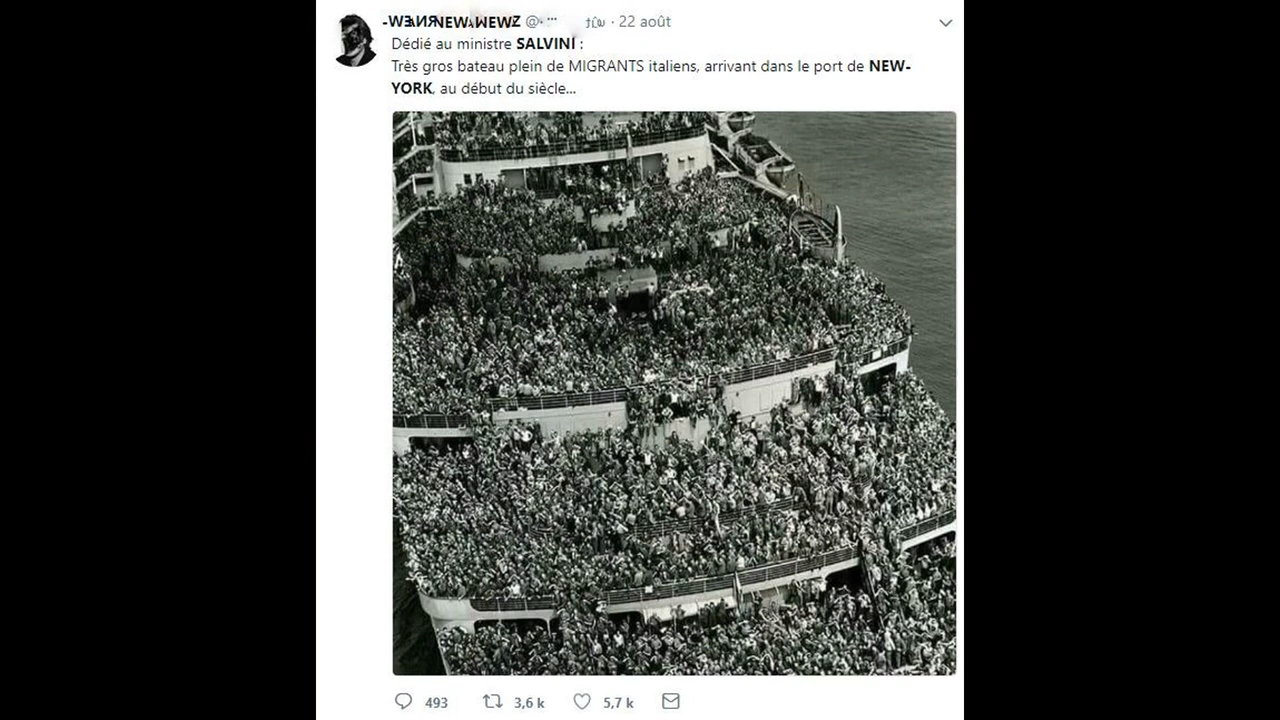 @· ··· · 22 août
Dédié au ministre SALVINI :
Très gros bateau plein de MIGRANTS italiens, arrivant dans le port de NEW-
YORK, au début du siècle...
493 3,6 k 5,7 k